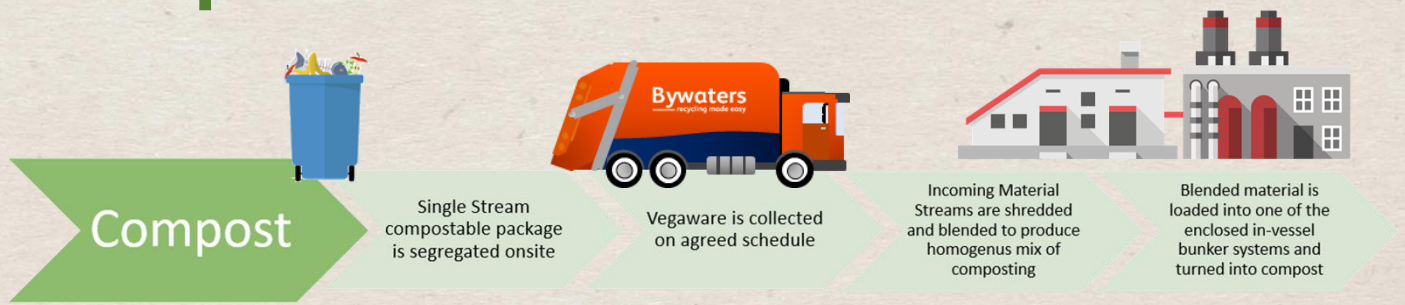 Bywaters
recycling made easy
Compost
Single Stream
compostable package
is segregated onsite
Vegaware is collected
on agreed schedule
Incoming Material
Streams are shredded
and blended to produce
homogenus mix of
composting
Blended material is
loaded into one of the
enclosed in-vessel
bunker systems and
turned into compost